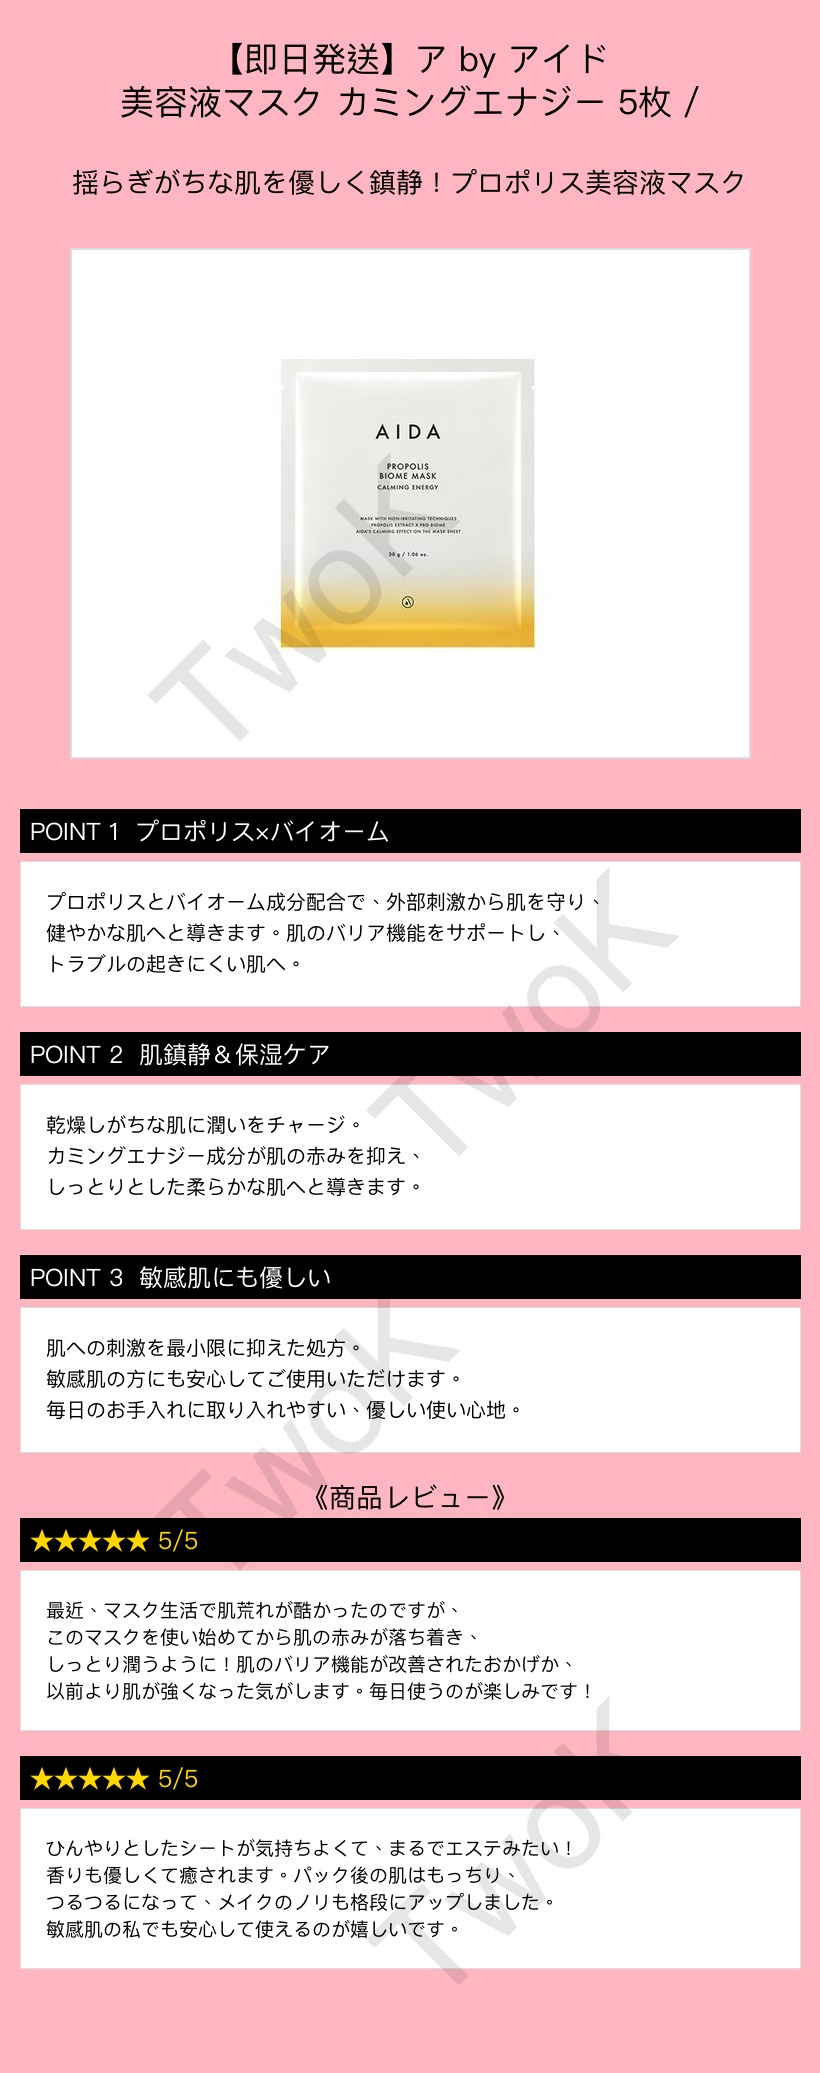 【即日発送】ア by アイド
美容液マスク カミングエナジー 5枚 /
揺らぎがちな肌を優しく鎮静！プロポリス美容液マスク
AIDA
PROPOLIS
BIOME MASK
CALMING ENERGY
MASK WITH NON-IRRITATING TECHNIQUES
PROPOLIS EXTRACT X PRO BIOME
AIDA'S CALMING EFFECT ON THE MASK SHEET
30 g / 1.06 oz.
TwoK
POINT 1 プロポリス×バイオーム
プロポリスとバイオーム成分配合で、外部刺激から肌を守り、
健やかな肌へと導きます。肌のバリア機能をサポートし、
トラブルの起きにくい肌へ。
TwoK
POINT 2 肌鎮静＆保湿ケア
乾燥しがちな肌に潤いをチャージ。
カミングエナジー成分が肌の赤みを抑え、
しっとりとした柔らかな肌へと導きます。
POINT 3 敏感肌にも優しい
肌への刺激を最小限に抑えた処方。
敏感肌の方にも安心してご使用いただけます。
毎日のお手入れに取り入れやすい、優しい使い心地。
TwoK
《商品レビュー》
★★★★★ 5/5
最近、マスク生活で肌荒れが酷かったのですが、
このマスクを使い始めてから肌の赤みが落ち着き、
しっとり潤うように！肌のバリア機能が改善されたおかげか、
以前より肌が強くなった気がします。毎日使うのが楽しみです！
★★★★★ 5/5
ひんやりとしたシートが気持ちよくて、まるでエステみたい！
香りも優しくて癒されます。パック後の肌はもっちり、
つるつるになって、メイクのノリも格段にアップしました。
敏感肌の私でも安心して使えるのが嬉しいです。
TwoK